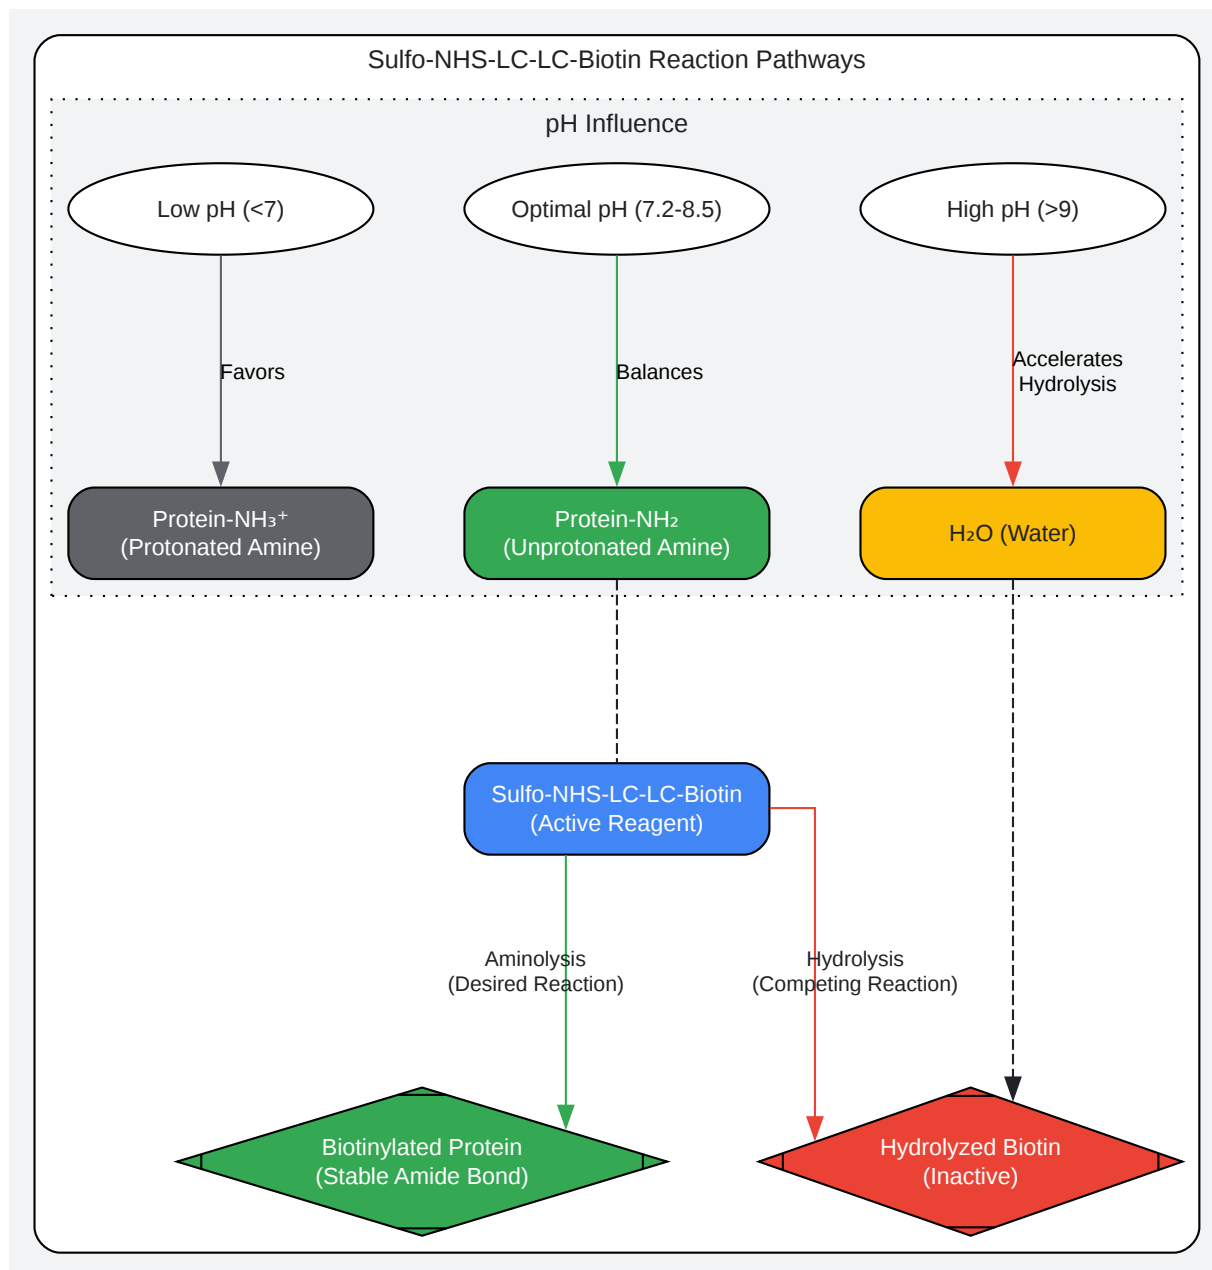 Sulfo-NHS-LC-LC-Biotin Reaction Pathways
pH Influence
Low pH (<7)
Optimal pH (7.2-8.5)
High pH (>9)
Favors
Balances
Accelerates
Hydrolysis
Protein-NH₃⁺
(Protonated Amine)
Protein-NH₂
(Unprotonated Amine)
H₂O (Water)
Sulfo-NHS-LC-LC-Biotin
(Active Reagent)
Aminolysis
(Desired Reaction)
Hydrolysis
(Competing Reaction)
Biotinylated Protein
(Stable Amide Bond)
Hydrolyzed Biotin
(Inactive)